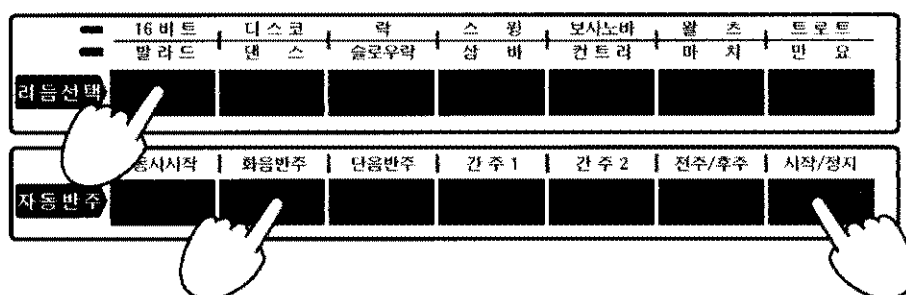 16비트 디스코 락 스윙 보사노바 왈츠 트로트
발라드 댄스 슬로우락 삼바 컨트리 마치 만요
리듬선택
동시시작 화음반주 단음반주 간주1 간주2 전주/후주 시작/정지
자동반주